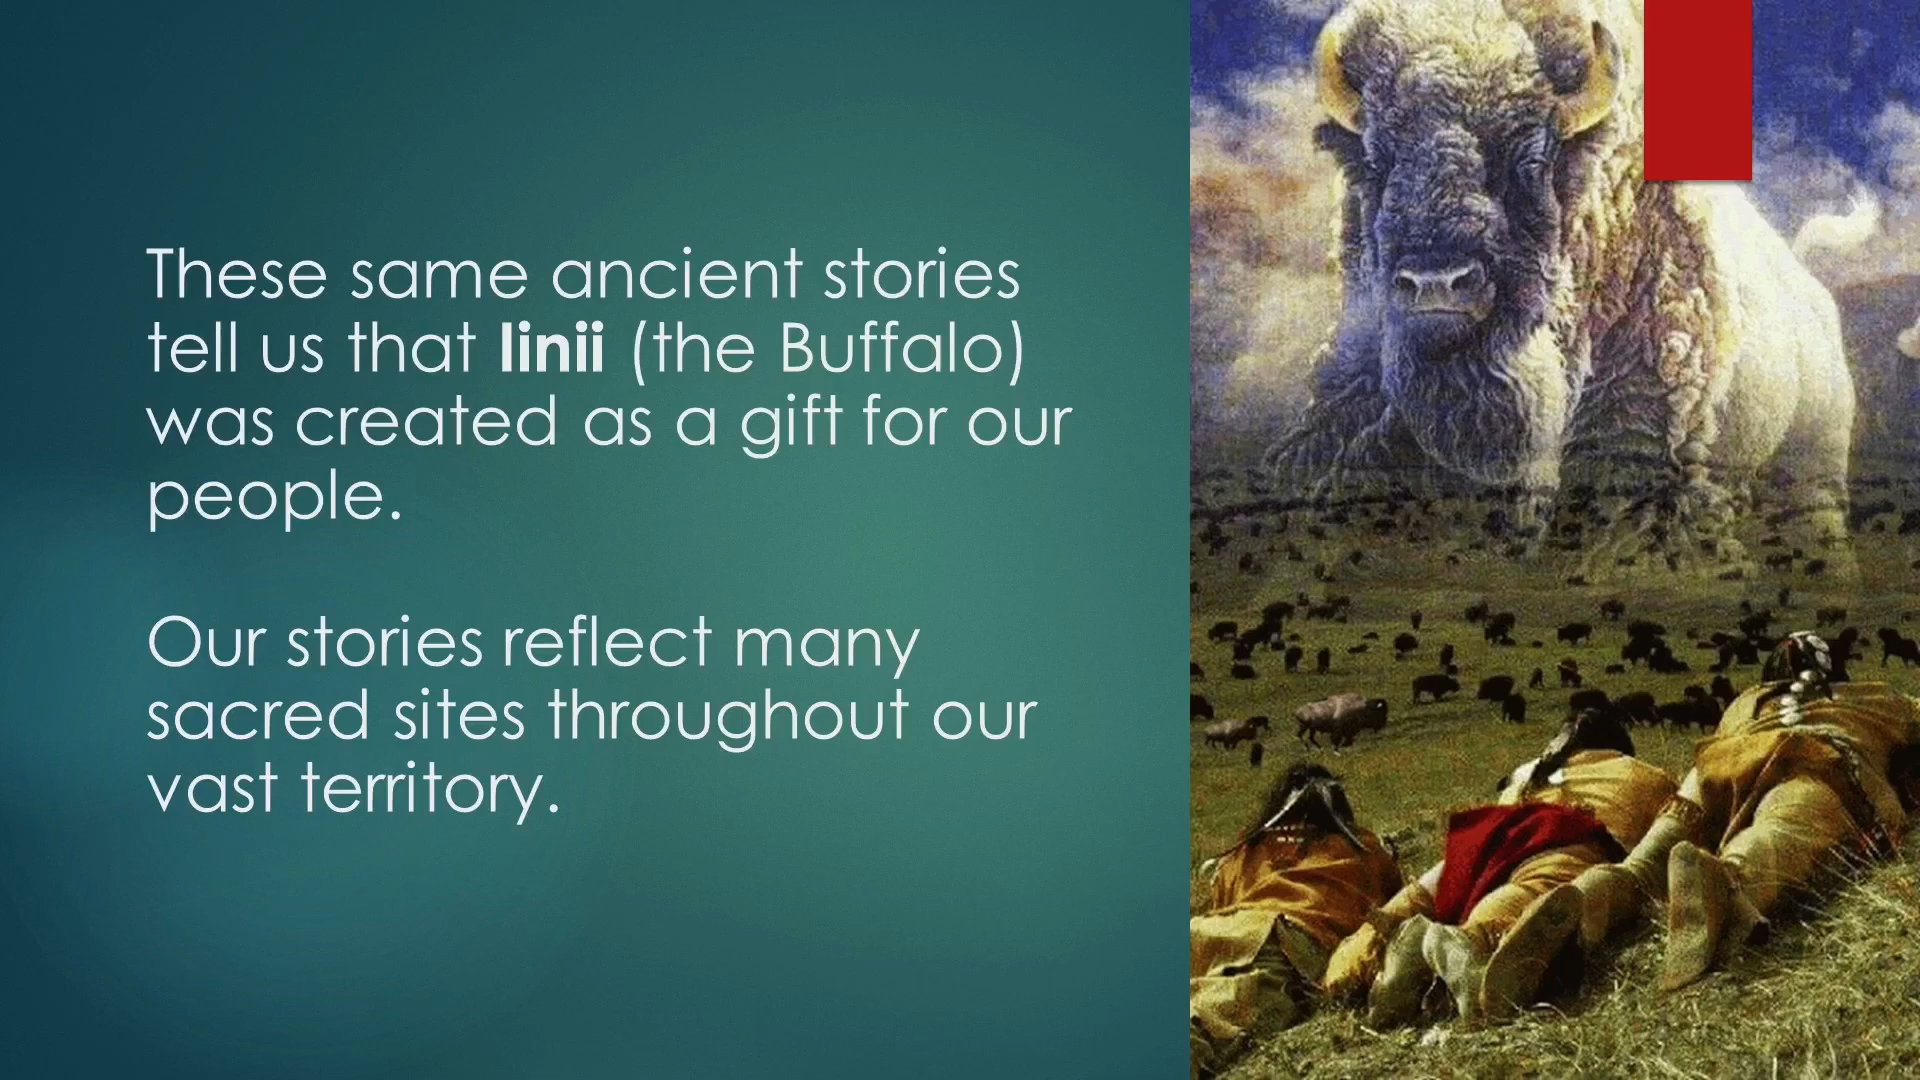 These same ancient stories
tell us that Iinii (the Buffalo)
was created as a gift for our
people.
Our stories reflect many
sacred sites throughout our
vast territory.